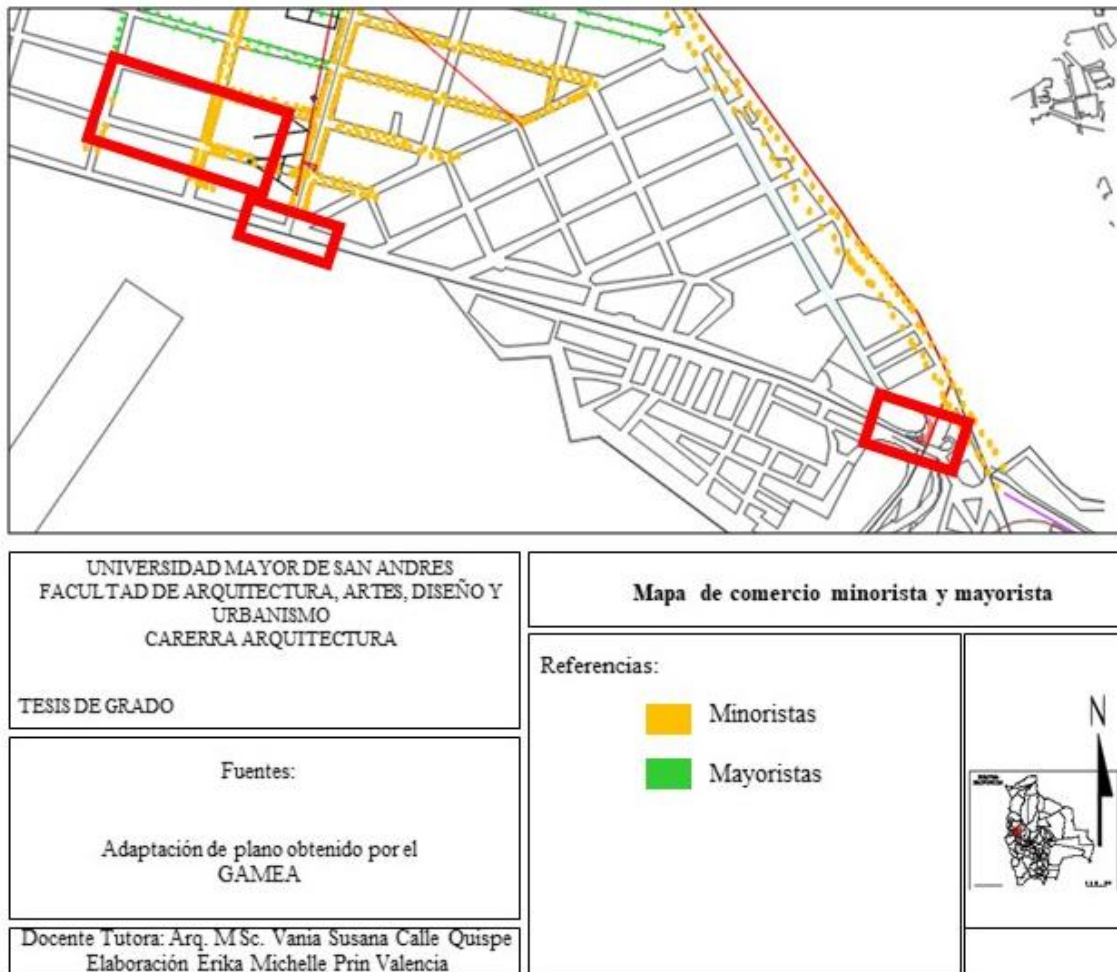 UNIVERSIDAD MAYOR DE SAN ANDRES
FACULTAD DE ARQUITECTURA, ARTES, DISEÑO Y
URBANISMO
CARERRA ARQUITECTURA
TESIS DE GRADO
Fuentes:
Adaptación de plano obtenido por el
GAMEA
Docente Tutora: Arq. M Sc. Vania Susana Calle Quispe
Elaboración Erika Michelle Prin Valencia
Mapa de comercio minorista y mayorista
Referencias:
Minoristas
Mayoristas
N